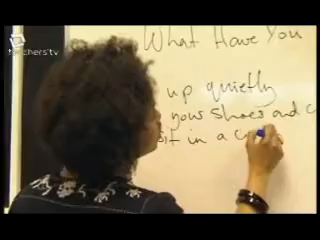 teachers'tv
What Have You
up quietly
your shoes and c
sit in a c